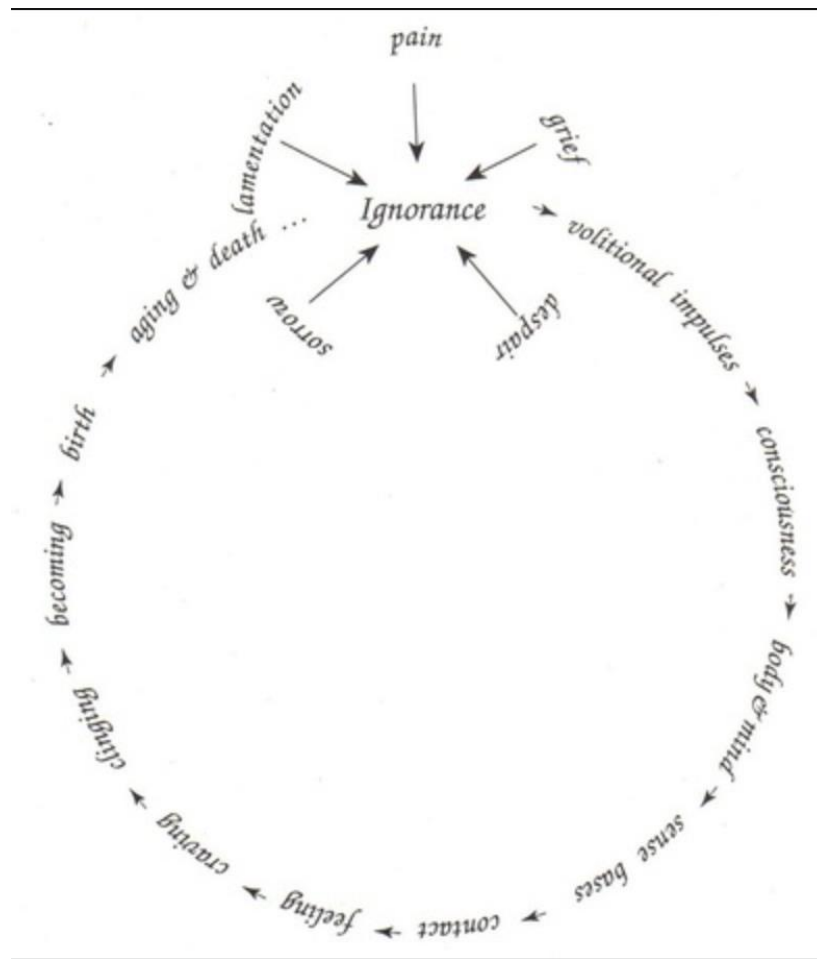 pain
lamentation
grief
Ignorance
sorrow
despair
volitional impulses
consciousness
body & mind
sense bases
contact
feeling
craving
clinging
becoming
birth
aging & death ...